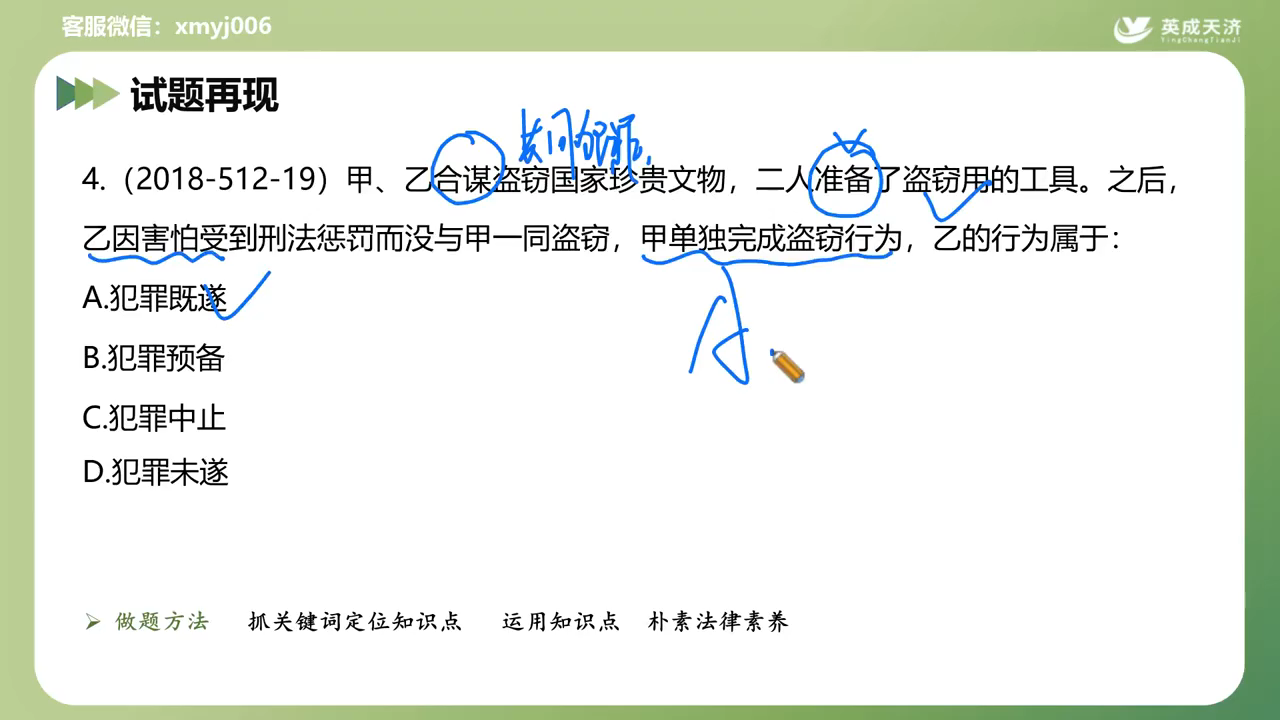 客服微信：xmyj006
英成天济
YingChengTianJi
试题再现
共同犯罪.
4.（2018-512-19）甲、乙合谋盗窃国家珍贵文物，二人准备了盗窃用的工具。之后，
乙因害怕受到刑法惩罚而没与甲一同盗窃，甲单独完成盗窃行为，乙的行为属于：
A.犯罪既遂
A
B.犯罪预备
C.犯罪中止
D.犯罪未遂
做题方法 抓关键词定位知识点 运用知识点 朴素法律素养